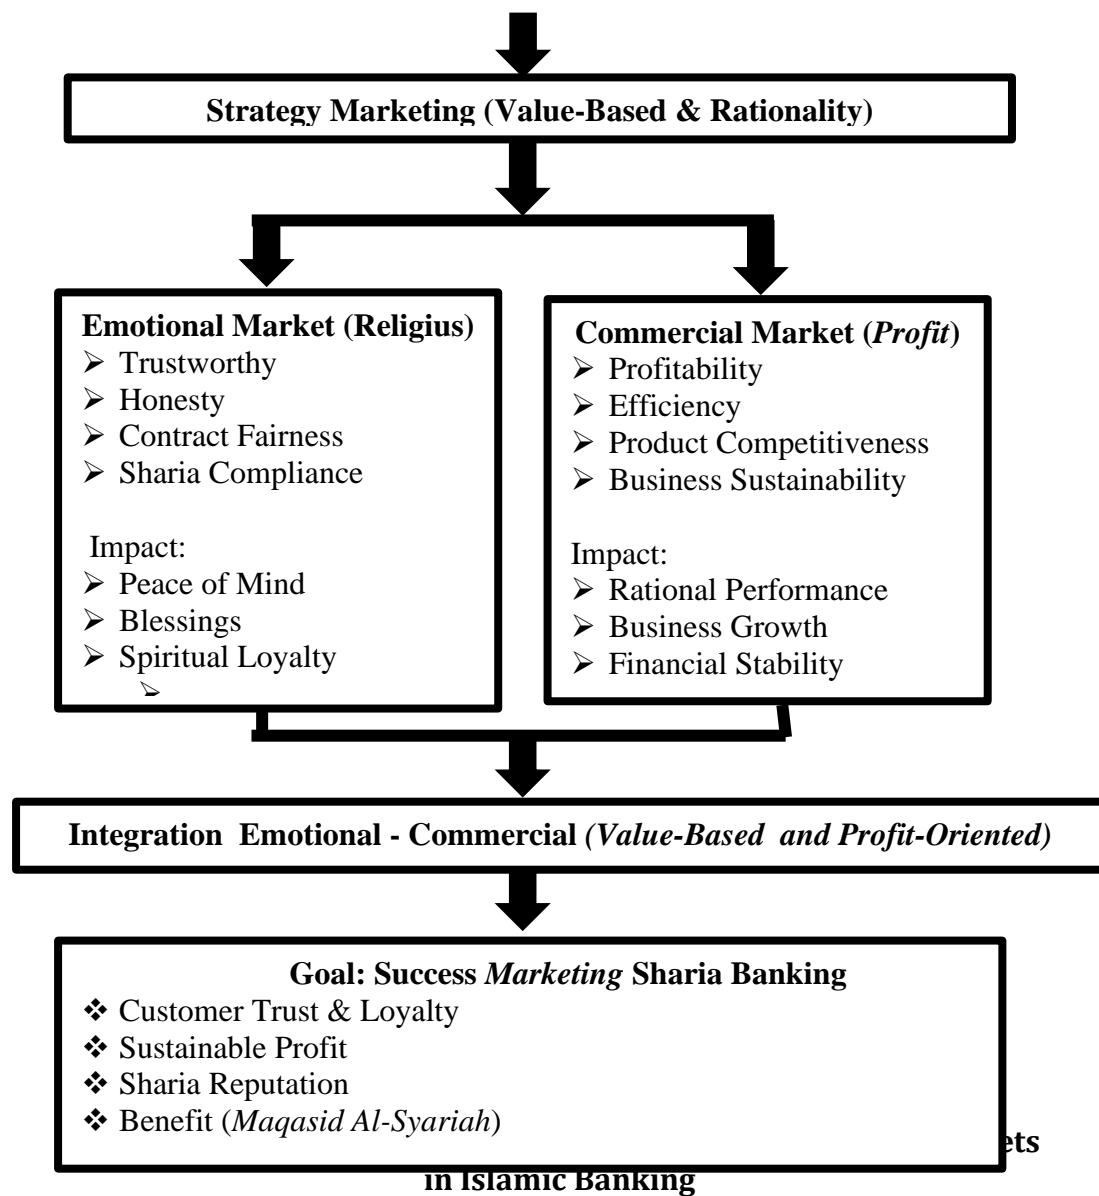 Strategy Marketing (Value-Based & Rationality)
Emotional Market (Religius)
➢ Trustworthy
➢ Honesty
➢ Contract Fairness
➢ Sharia Compliance
Impact:
➢ Peace of Mind
➢ Blessings
➢ Spiritual Loyalty
➢
Commercial Market (Profit)
➢ Profitability
➢ Efficiency
➢ Product Competitiveness
➢ Business Sustainability
Impact:
➢ Rational Performance
➢ Business Growth
➢ Financial Stability
Integration Emotional - Commercial (Value-Based and Profit-Oriented)
Goal: Success Marketing Sharia Banking
❖ Customer Trust & Loyalty
❖ Sustainable Profit
❖ Sharia Reputation
❖ Benefit (Maqasid Al-Syariah)
ets
in Islamic Banking